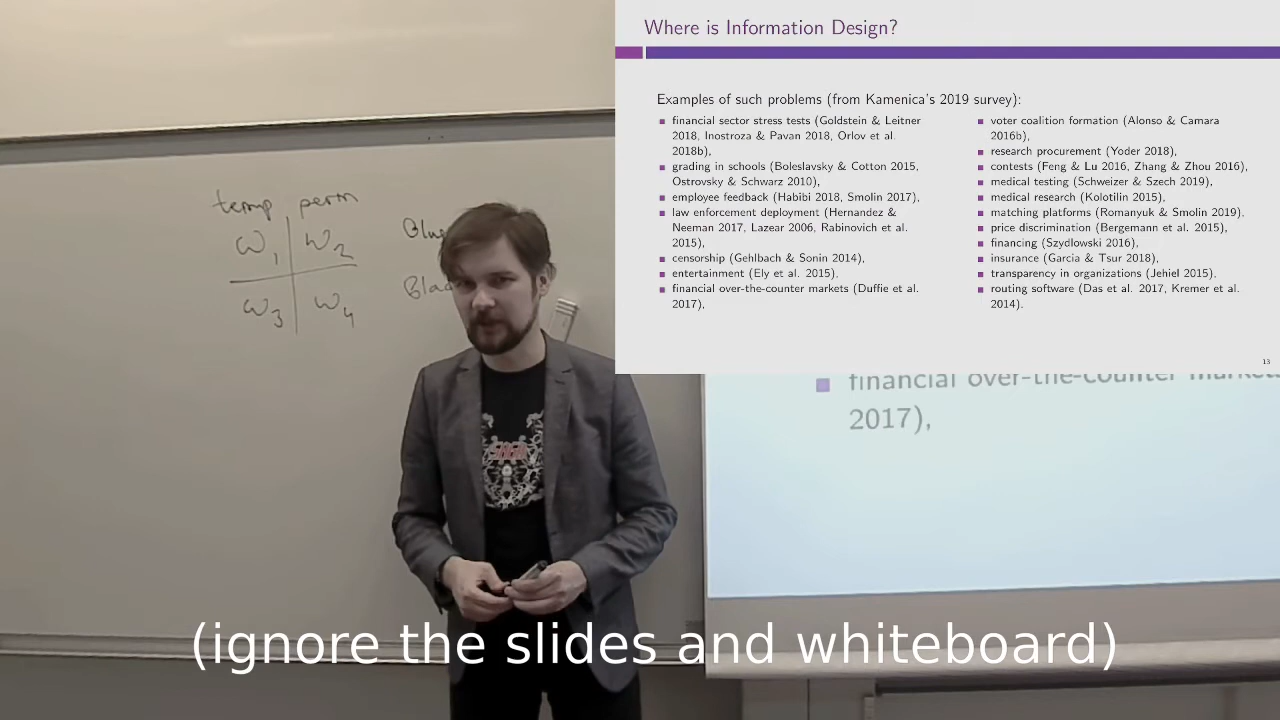 Where is Information Design?
Examples of such problems (from Kamenica's 2019 survey):
financial sector stress tests (Goldstein & Leitner
2018, Inostroza & Pavan 2018, Orlov et al.
2018b),
grading in schools (Boleslavsky & Cotton 2015,
Ostrovsky & Schwarz 2010),
employee feedback (Habibi 2018, Smolin 2017),
law enforcement deployment (Hernandez &
Neeman 2017, Lazear 2006, Rabinovich et al.
2015),
censorship (Gehlbach & Sonin 2014),
entertainment (Ely et al. 2015),
financial over-the-counter markets (Duffie et al.
2017),
voter coalition formation (Alonso & Camara
2016b),
research procurement (Yoder 2018),
contests (Feng & Lu 2016, Zhang & Zhou 2016),
medical testing (Schweizer & Szech 2019),
medical research (Kolotilin 2015),
matching platforms (Romanyuk & Smolin 2019),
price discrimination (Bergemann et al. 2015),
financing (Szydlowski 2016),
insurance (Garcia & Tsur 2018),
transparency in organizations (Jehiel 2015),
routing software (Das et al. 2017, Kremer et al.
2014).
13
temp perm
ω1 ω2
ω3 ω4
financial over-the-counter
2017),
(ignore the slides and whiteboard)